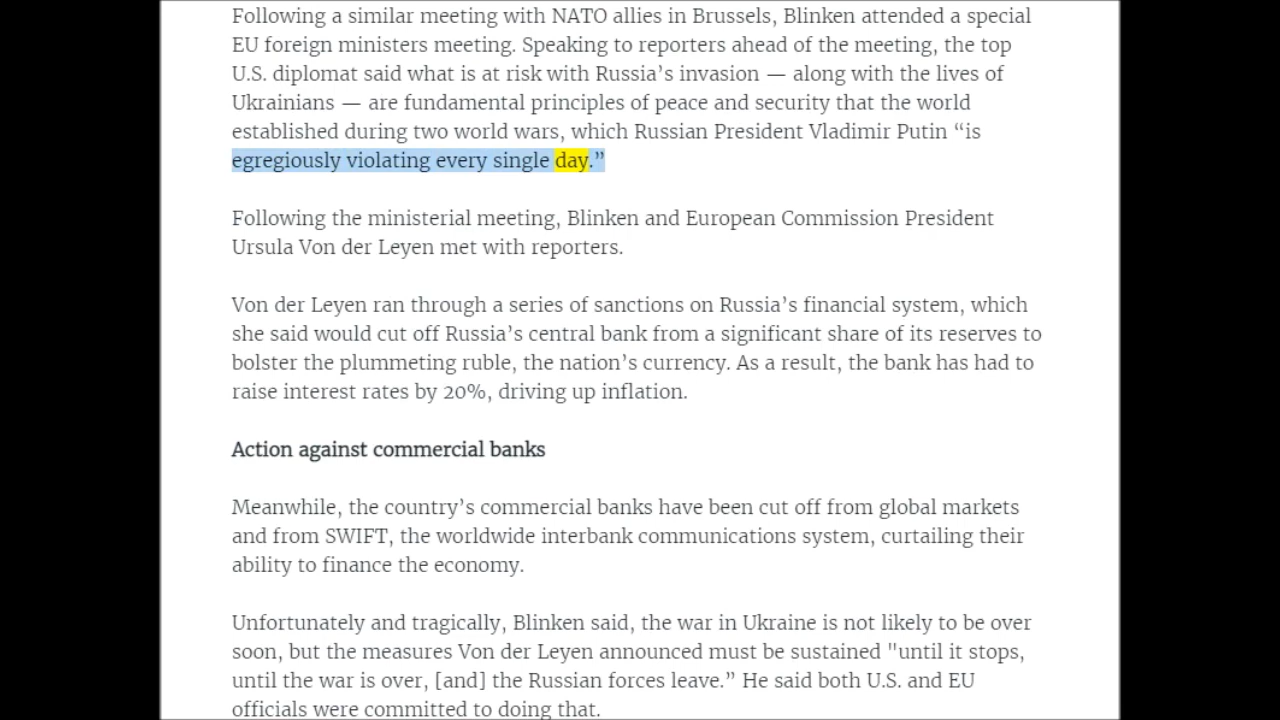 Following a similar meeting with NATO allies in Brussels, Blinken attended a special
EU foreign ministers meeting. Speaking to reporters ahead of the meeting, the top
U.S. diplomat said what is at risk with Russia’s invasion — along with the lives of
Ukrainians — are fundamental principles of peace and security that the world
established during two world wars, which Russian President Vladimir Putin “is
egregiously violating every single day.”
Following the ministerial meeting, Blinken and European Commission President
Ursula Von der Leyen met with reporters.
Von der Leyen ran through a series of sanctions on Russia’s financial system, which
she said would cut off Russia’s central bank from a significant share of its reserves to
bolster the plummeting ruble, the nation’s currency. As a result, the bank has had to
raise interest rates by 20%, driving up inflation.
Action against commercial banks
Meanwhile, the country’s commercial banks have been cut off from global markets
and from SWIFT, the worldwide interbank communications system, curtailing their
ability to finance the economy.
Unfortunately and tragically, Blinken said, the war in Ukraine is not likely to be over
soon, but the measures Von der Leyen announced must be sustained "until it stops,
until the war is over, [and] the Russian forces leave.” He said both U.S. and EU
officials were committed to doing that.